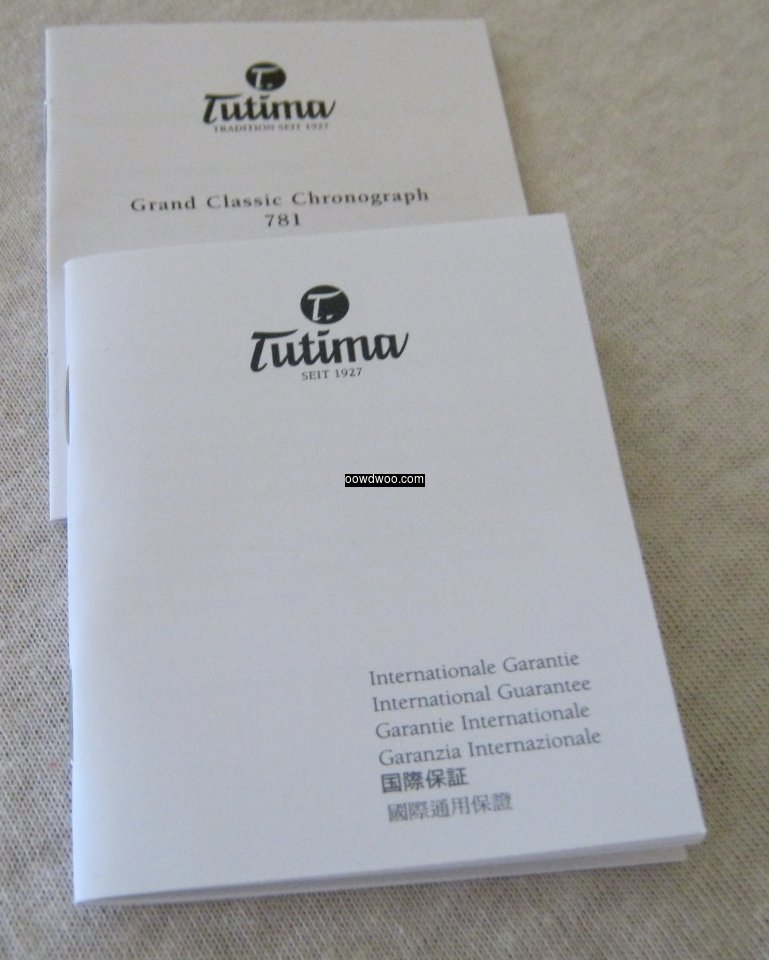 T.
Tutima
TRADITION SEIT 1927
Grand Classic Chronograph
781
T.
Tutima
SEIT 1927
oowdwoo.com
Internationale Garantie
International Guarantee
Garantie Internationale
Garanzia Internazionale
国際保証
國際通用保證